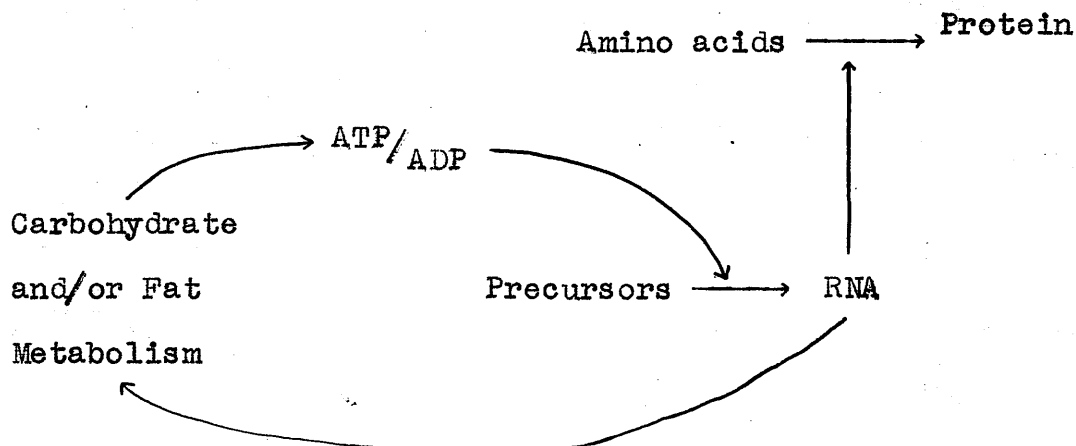 Amino acids Protein
ATP/ADP
Carbohydrate
and/or Fat
Metabolism
Precursors RNA